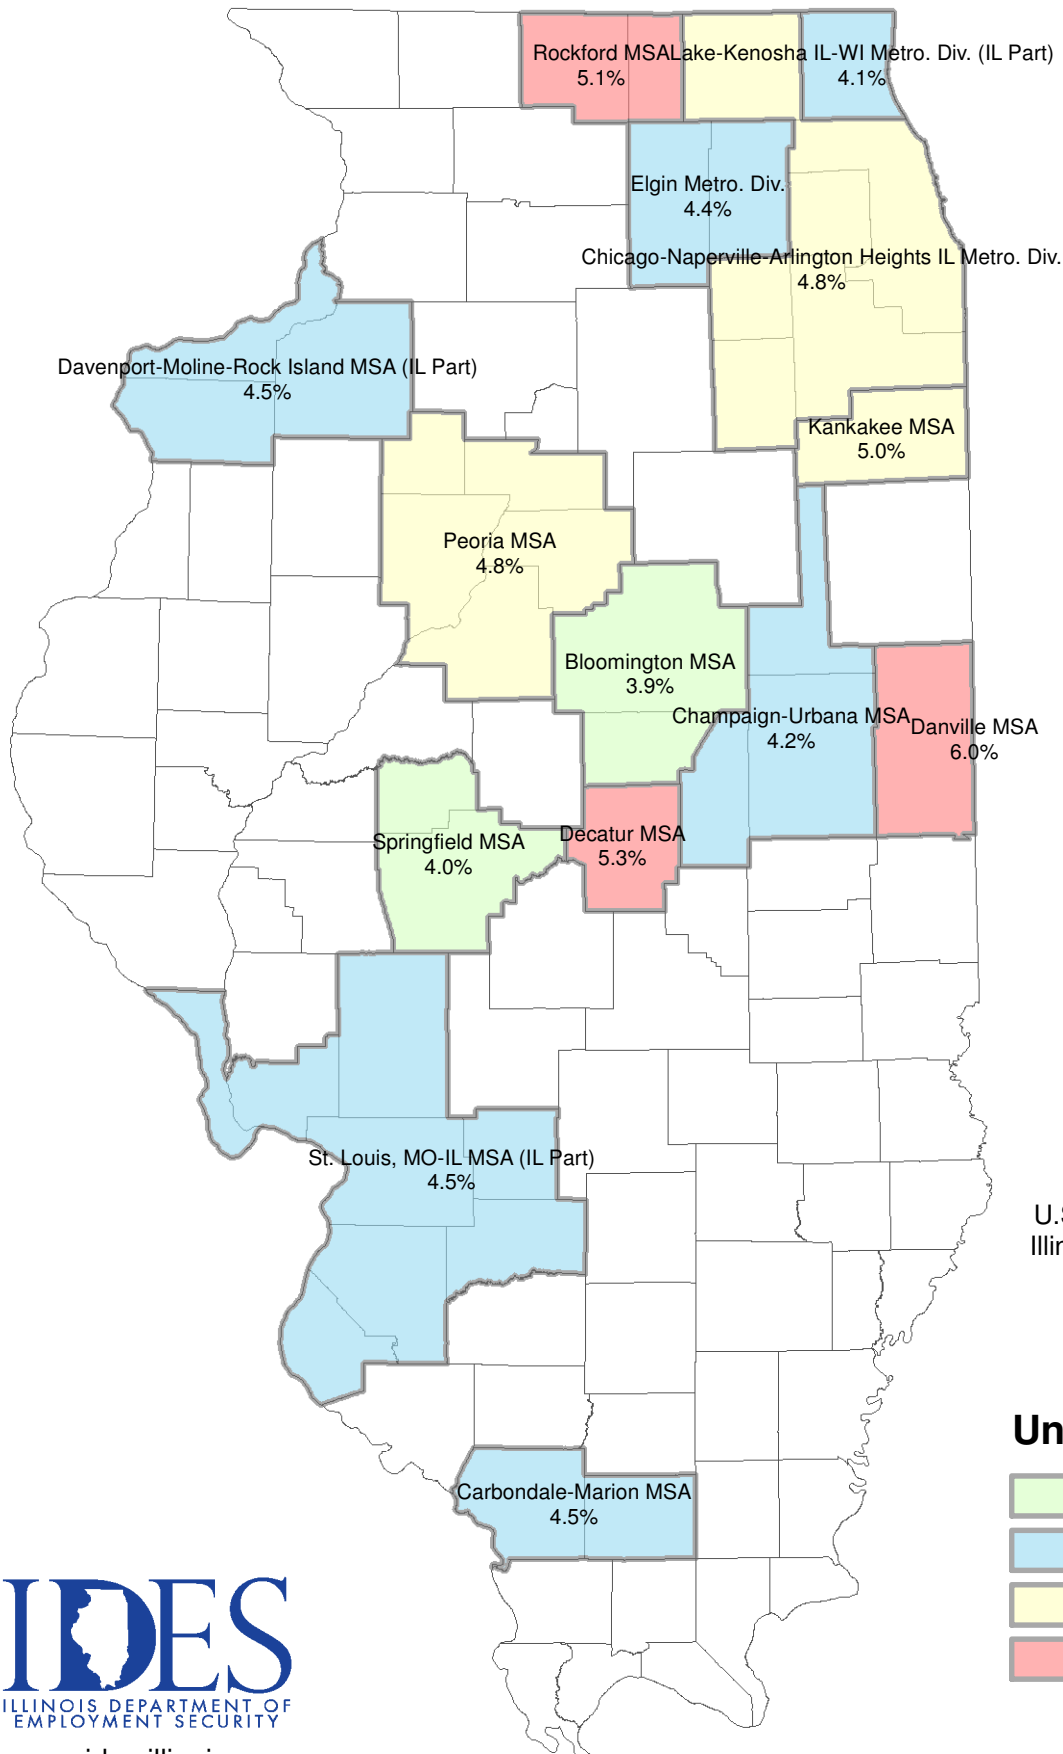 Rockford MSA
5.1%
Lake-Kenosha IL-WI Metro. Div. (IL Part)
4.1%
Elgin Metro. Div.
4.4%
Chicago-Naperville-Arlington Heights IL Metro. Div.
4.8%
Davenport-Moline-Rock Island MSA (IL Part)
4.5%
Kankakee MSA
5.0%
Peoria MSA
4.8%
Bloomington MSA
3.9%
Champaign-Urbana MSA
4.2%
Danville MSA
6.0%
Springfield MSA
4.0%
Decatur MSA
5.3%
St. Louis, MO-IL MSA (IL Part)
4.5%
Carbondale-Marion MSA
4.5%
IDES
ILLINOIS DEPARTMENT OF
EMPLOYMENT SECURITY